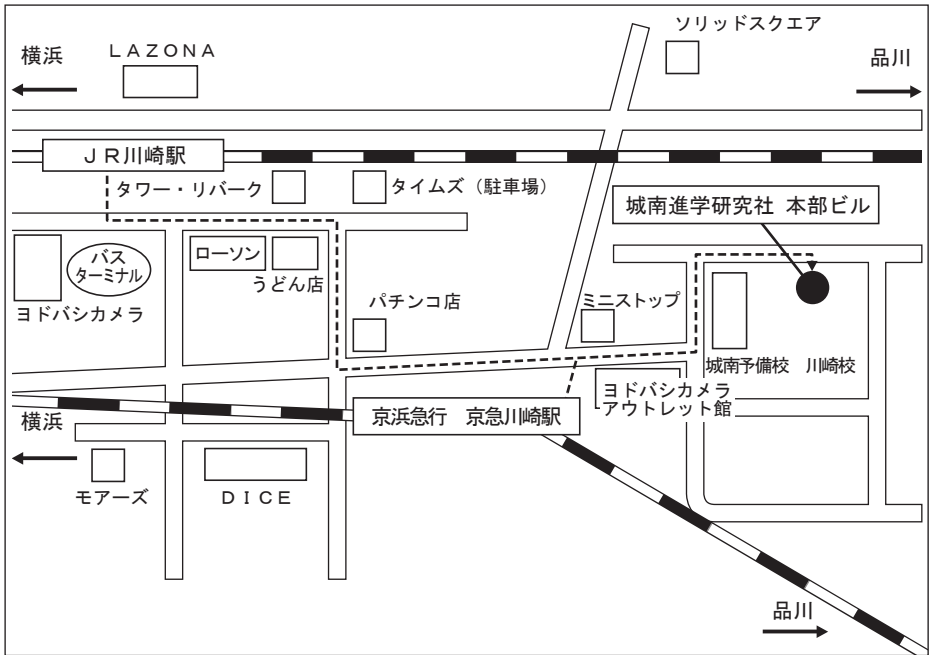 ソリッドスクエア
横浜
ＬＡＺＯＮＡ
品川
ＪＲ川崎駅
タワー・リバーク
タイムズ（駐車場）
城南進学研究社 本部ビル
バス
ターミナル
ローソン
うどん店
ヨドバシカメラ
パチンコ店
ミニストップ
城南予備校　川崎校
ヨドバシカメラ
アウトレット館
横浜
京浜急行　京急川崎駅
モアーズ
ＤＩＣＥ
品川